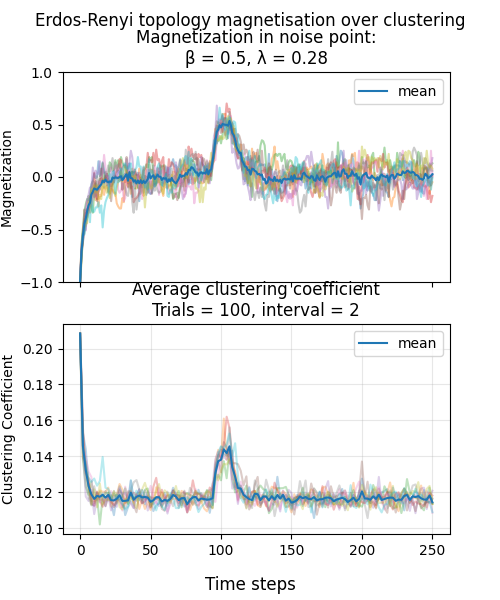 Erdos-Renyi topology magnetisation over clustering
Magnetization in noise point:
β = 0.5, λ = 0.28
1.0
0.5
0.0
−0.5
−1.0
Magnetization
mean
Average clustering coefficient
Trials = 100, interval = 2
0.20
0.18
0.16
0.14
0.12
0.10
Clustering Coefficient
mean
0
50
100
150
200
250
Time steps